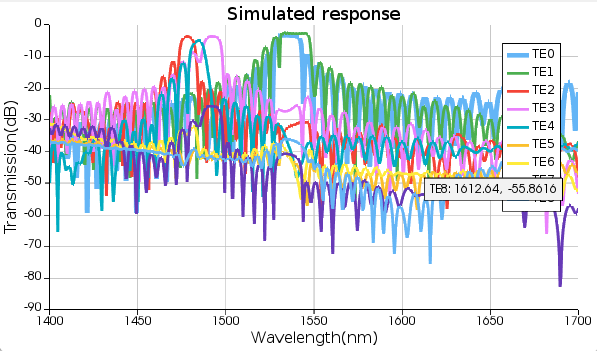 Simulated response
Transmission(dB)
0
-10
-20
-30
-40
-50
-60
-70
-80
-90
1400
1450
1500
1550
1600
1650
1700
Wavelength(nm)
TE0
TE1
TE2
TE3
TE4
TE5
TE6
TE8: 1612.64, -55.8616